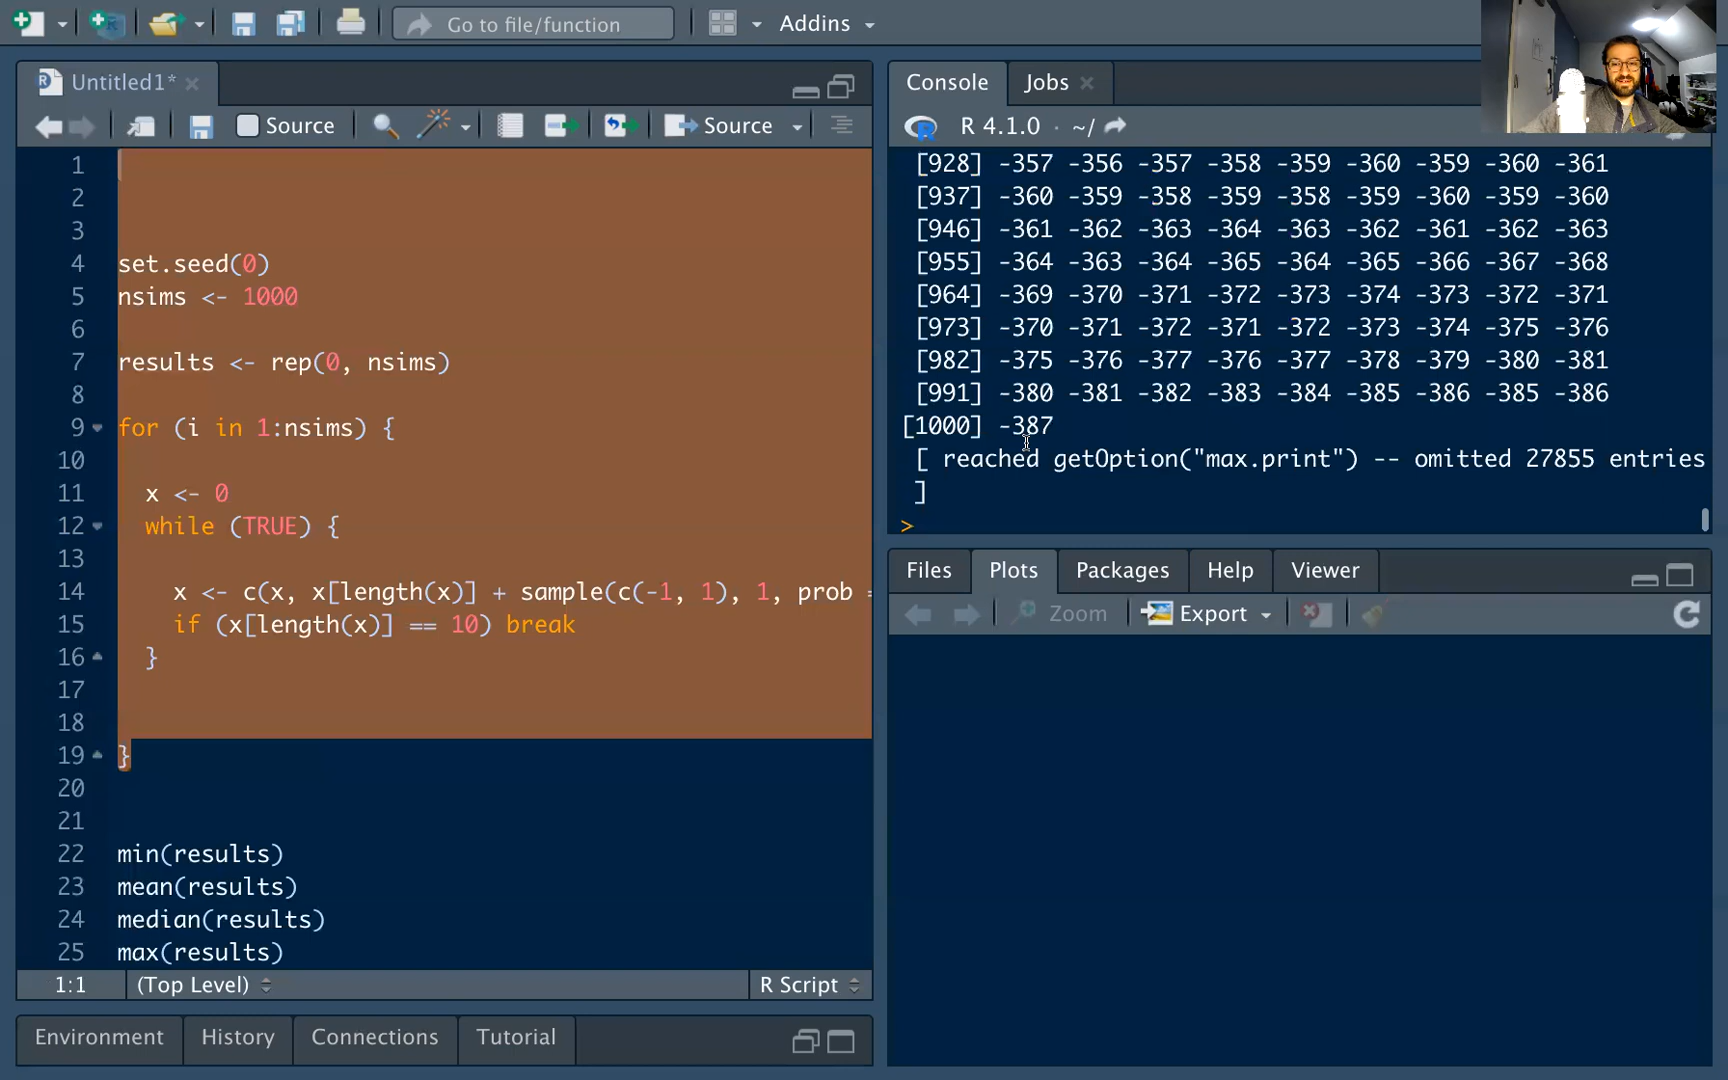 Go to file/function
Addins
Untitled1*
Source
Source
1
2
3
4 set.seed(0)
5 nsims <- 1000
6
7 results <- rep(0, nsims)
8
9 for (i in 1:nsims) {
10
11 x <- 0
12 while (TRUE) {
13
14 x <- c(x, x[length(x)] + sample(c(-1, 1), 1, prob =
15 if (x[length(x)] == 10) break
16 }
17
18
19 }
20
21
22 min(results)
23 mean(results)
24 median(results)
25 max(results)
1:1 (Top Level) R Script
Environment History Connections Tutorial
Console Jobs
R 4.1.0 · ~/
[928] -357 -356 -357 -358 -359 -360 -359 -360 -361
[937] -360 -359 -358 -359 -358 -359 -360 -359 -360
[946] -361 -362 -363 -364 -363 -362 -361 -362 -363
[955] -364 -363 -364 -365 -364 -365 -366 -367 -368
[964] -369 -370 -371 -372 -373 -374 -373 -372 -371
[973] -370 -371 -372 -371 -372 -373 -374 -375 -376
[982] -375 -376 -377 -376 -377 -378 -379 -380 -381
[991] -380 -381 -382 -383 -384 -385 -386 -385 -386
[1000] -387
[ reached getOption("max.print") -- omitted 27855 entries
]
>
Files Plots Packages Help Viewer
Zoom Export